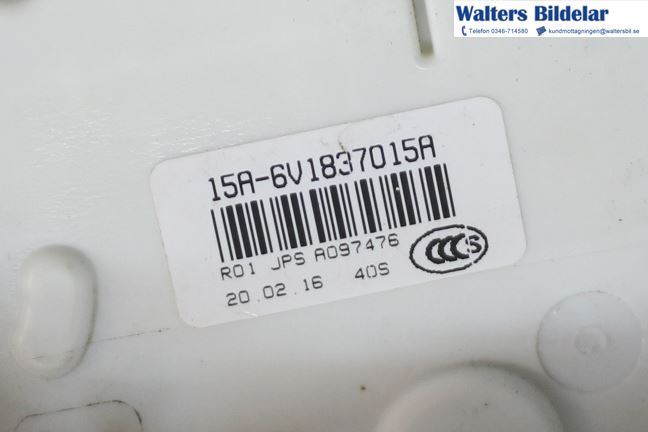 Walters Bildelar
Telefon 0346-714580 kundmottagningen@waltersbil.se
15A-6V1837015A
R01 JPS A097476
20.02.16 40S
CCC S